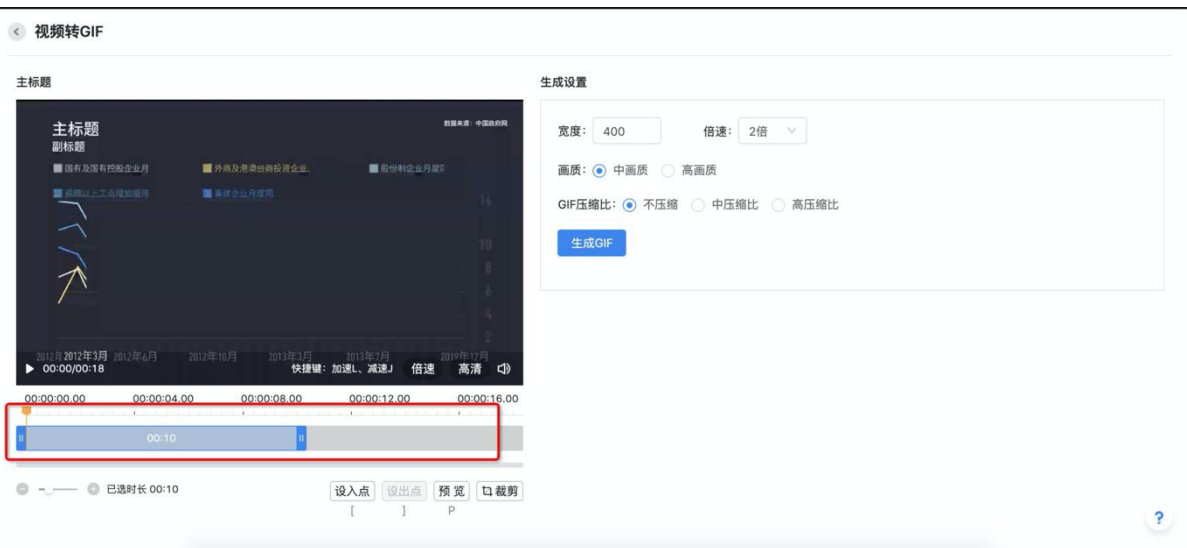 视频转GIF
主标题
生成设置
主标题
副标题
数据来源：中国政府网
国有及国有控股企业月
外商及港澳台商投资企业.
股份制企业月度
规模以上工业增加值月
集体企业月度同
14
10
8
6
4
2
2012年 2012年3月 2012年6月 2012年10月 2013年3月 2013年7月 2019年12月
00:00/00:18 快捷键：加速L、减速J 倍速 高清
00:00:00.00 00:00:04.00 00:00:08.00 00:00:12.00 00:00:16.00
00:10
已选时长 00:10 设入点 设出点 预览 裁剪
[ ] P
宽度： 400 倍速： 2倍
画质： 中画质 高画质
GIF压缩比： 不压缩 中压缩比 高压缩比
生成GIF
?